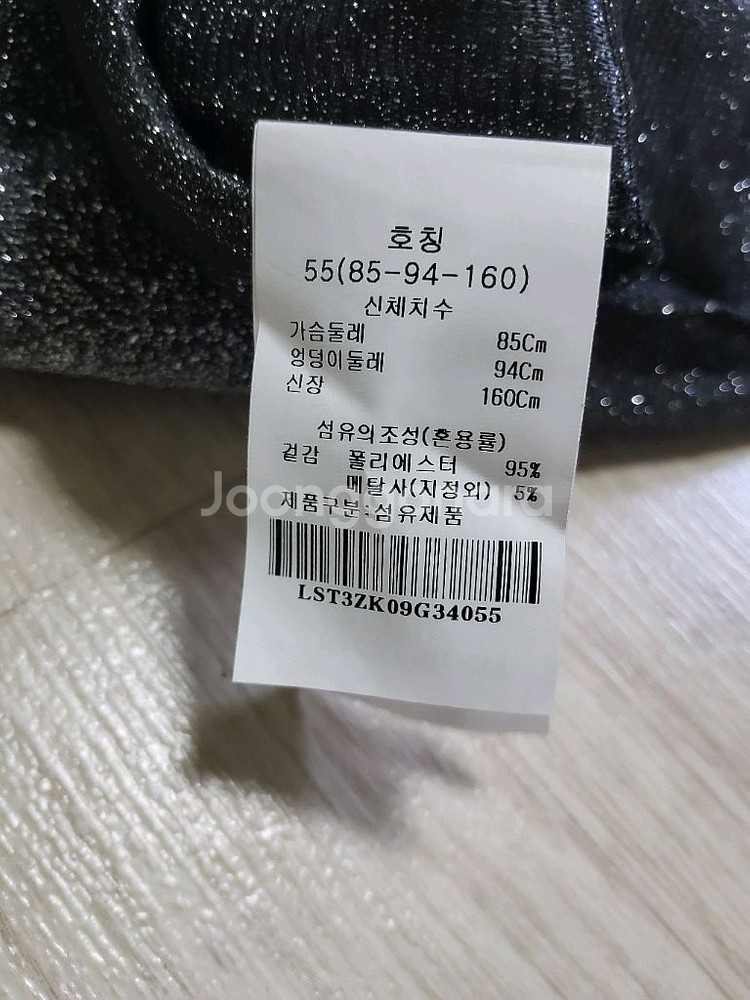 호칭
55(85-94-160)
신체치수
가슴둘레 85Cm
엉덩이둘레 94Cm
신장 160Cm
섬유의조성(혼용률)
겉감 폴리에스터 95%
메탈사(지정외) 5%
Joonggonara
제품구분:섬유제품
LST3ZK09G34055